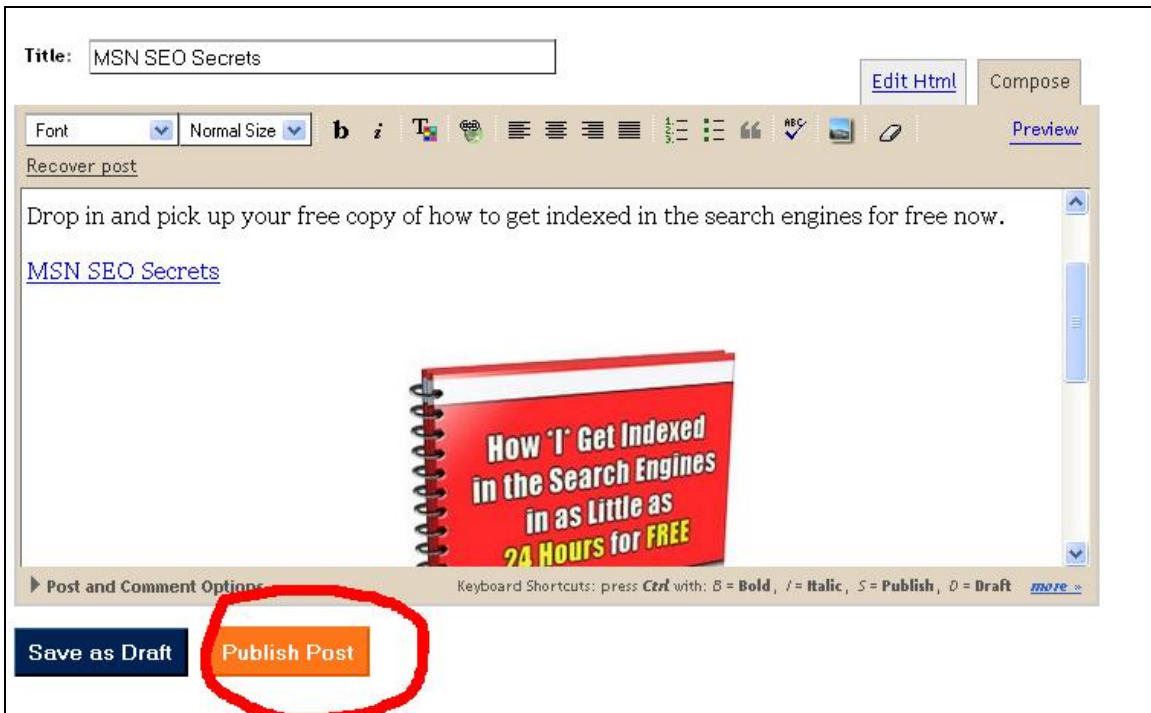 Title: MSN SEO Secrets
Edit Html Compose
Font Normal Size b i T ABC Preview
Recover post
Drop in and pick up your free copy of how to get indexed in the search engines for free now.
MSN SEO Secrets
How "I" Get Indexed
in the Search Engines
in as Little as
24 Hours for FREE
Post and Comment Options Keyboard Shortcuts: press Ctrl with: B = Bold, I = Italic, S = Publish, D = Draft more »
Save as Draft Publish Post